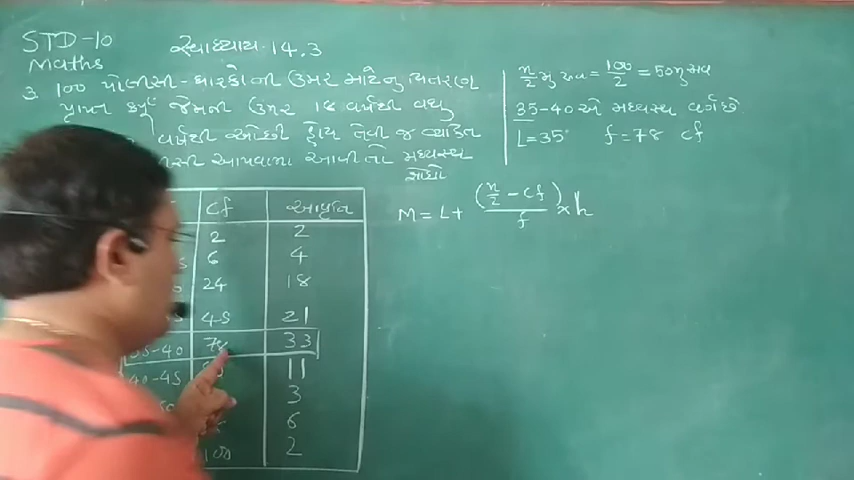 STD-10 સ્વાધ્યાય-14.3
Maths
3. 100 પોલીસી-ધારકોની ઉંમર માટેનુ વિતરણ
પ્રાપ્ત કર્યું જેમની ઉંમર 18 વર્ષથી વધુ
વર્ષથી ઓછી હોય તેવી જ વ્યક્તિ
આપવામા આવી તો મધ્યસ્થ
શોધો
n/2 મુ અવ = 100/2 = 50મુ અવ
35-40 એ મધ્યસ્થ વર્ગ છે
L=35 f=78 cf
M = L + (n/2 - cf)/f × h
cf આવૃત્તિ
2 2
6 4
24 18
45 21
35-40 78 33
40-45 11
3
6
100 2